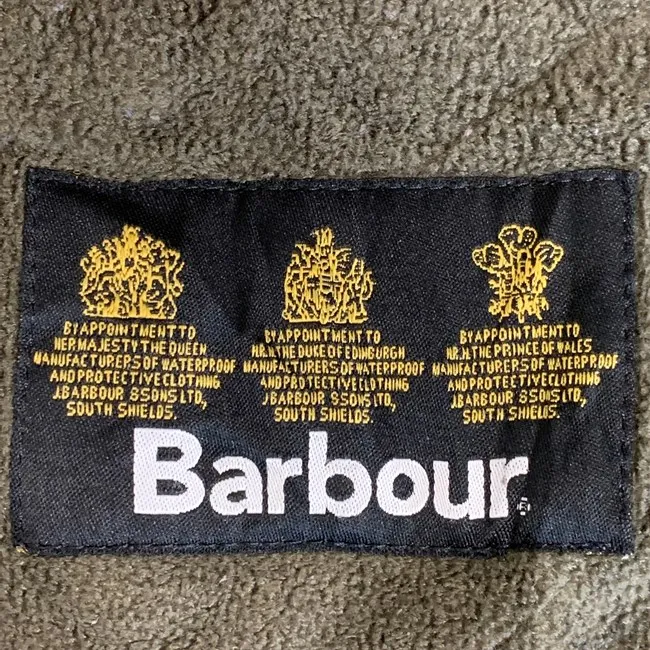 BY APPOINTMENT TO
HER MAJESTY THE QUEEN
MANUFACTURERS OF WATERPROOF
AND PROTECTIVE CLOTHING
J.BARBOUR & SONS LTD.,
SOUTH SHIELDS.
BY APPOINTMENT TO
H.R.H. THE DUKE OF EDINBURGH
MANUFACTURERS OF WATERPROOF
AND PROTECTIVE CLOTHING
J.BARBOUR & SONS LTD.,
SOUTH SHIELDS.
BY APPOINTMENT TO
H.R.H. THE PRINCE OF WALES
MANUFACTURERS OF WATERPROOF
AND PROTECTIVE CLOTHING
J.BARBOUR & SONS LTD.,
SOUTH SHIELDS.
Barbour